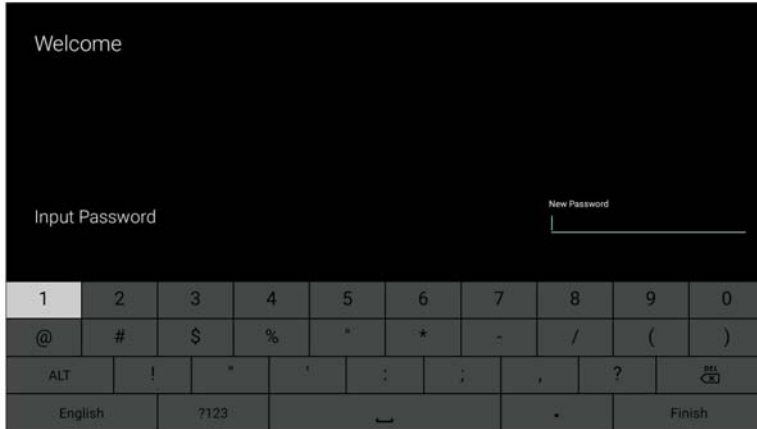 Welcome
New Password
Input Password
1 2 3 4 5 6 7 8 9 0
@ # $ % * - / ( )
ALT ! " ' : ; , ? DEL
English ?123 . Finish